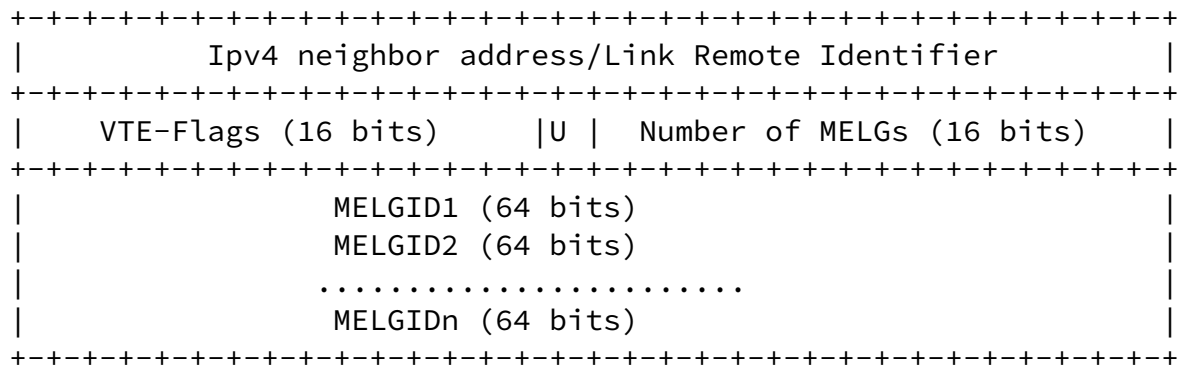 +-+-+-+-+-+-+-+-+-+-+-+-+-+-+-+-+-+-+-+-+-+-+-+-+-+-+-+-+-+-+-+-+
|          Ipv4 neighbor address/Link Remote Identifier         |
+-+-+-+-+-+-+-+-+-+-+-+-+-+-+-+-+-+-+-+-+-+-+-+-+-+-+-+-+-+-+-+-+
|    VTE-Flags (16 bits)     |U |  Number of MELGs (16 bits)    |
+-+-+-+-+-+-+-+-+-+-+-+-+-+-+-+-+-+-+-+-+-+-+-+-+-+-+-+-+-+-+-+-+
|                 MELGID1 (64 bits)                             |
|                 MELGID2 (64 bits)                             |
|                ........................                       |
|                 MELGIDn (64 bits)                             |
+-+-+-+-+-+-+-+-+-+-+-+-+-+-+-+-+-+-+-+-+-+-+-+-+-+-+-+-+-+-+-+-+